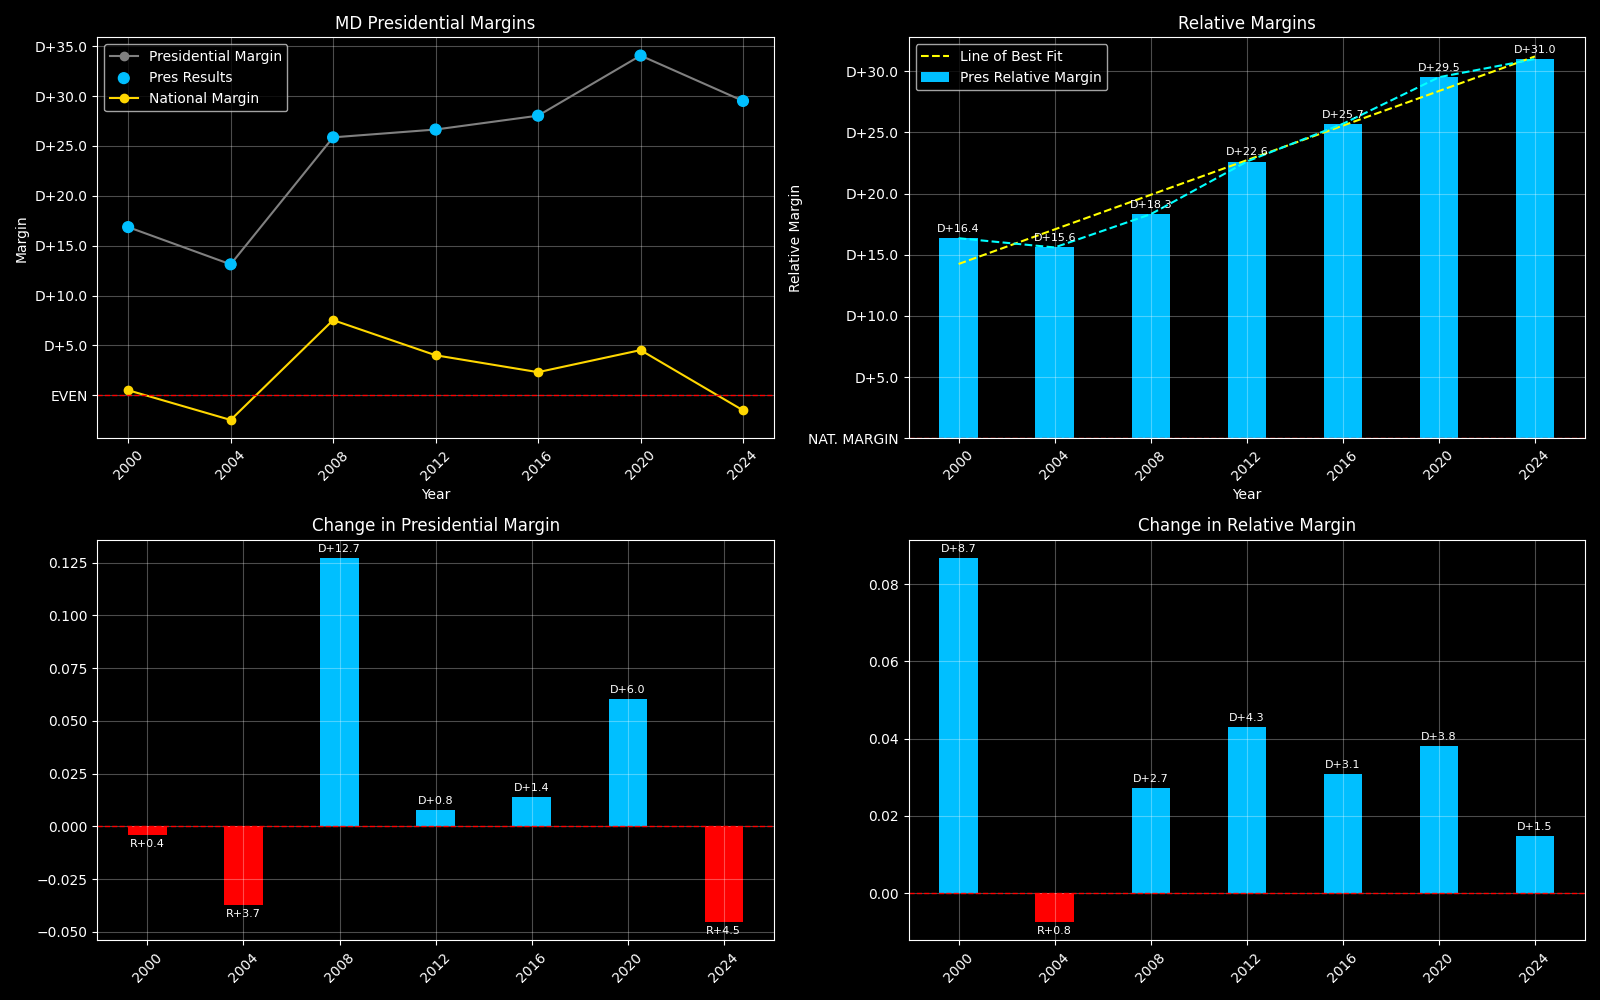 MD Presidential Margins
Presidential Margin
Pres Results
National Margin
D+35.0
D+30.0
D+25.0
D+20.0
D+15.0
D+10.0
D+5.0
EVEN
Margin
2000
2004
2008
2012
2016
2020
2024
Year
Relative Margins
Line of Best Fit
Pres Relative Margin
D+30.0
D+25.0
D+20.0
D+15.0
D+10.0
D+5.0
NAT. MARGIN
Relative Margin
D+16.4
D+15.6
D+18.3
D+22.6
D+25.7
D+29.5
D+31.0
2000
2004
2008
2012
2016
2020
2024
Year
Change in Presidential Margin
0.125
0.100
0.075
0.050
0.025
0.000
−0.025
−0.050
R+0.4
R+3.7
D+12.7
D+0.8
D+1.4
D+6.0
R+4.5
2000
2004
2008
2012
2016
2020
2024
Change in Relative Margin
0.08
0.06
0.04
0.02
0.00
D+8.7
R+0.8
D+2.7
D+4.3
D+3.1
D+3.8
D+1.5
2000
2004
2008
2012
2016
2020
2024